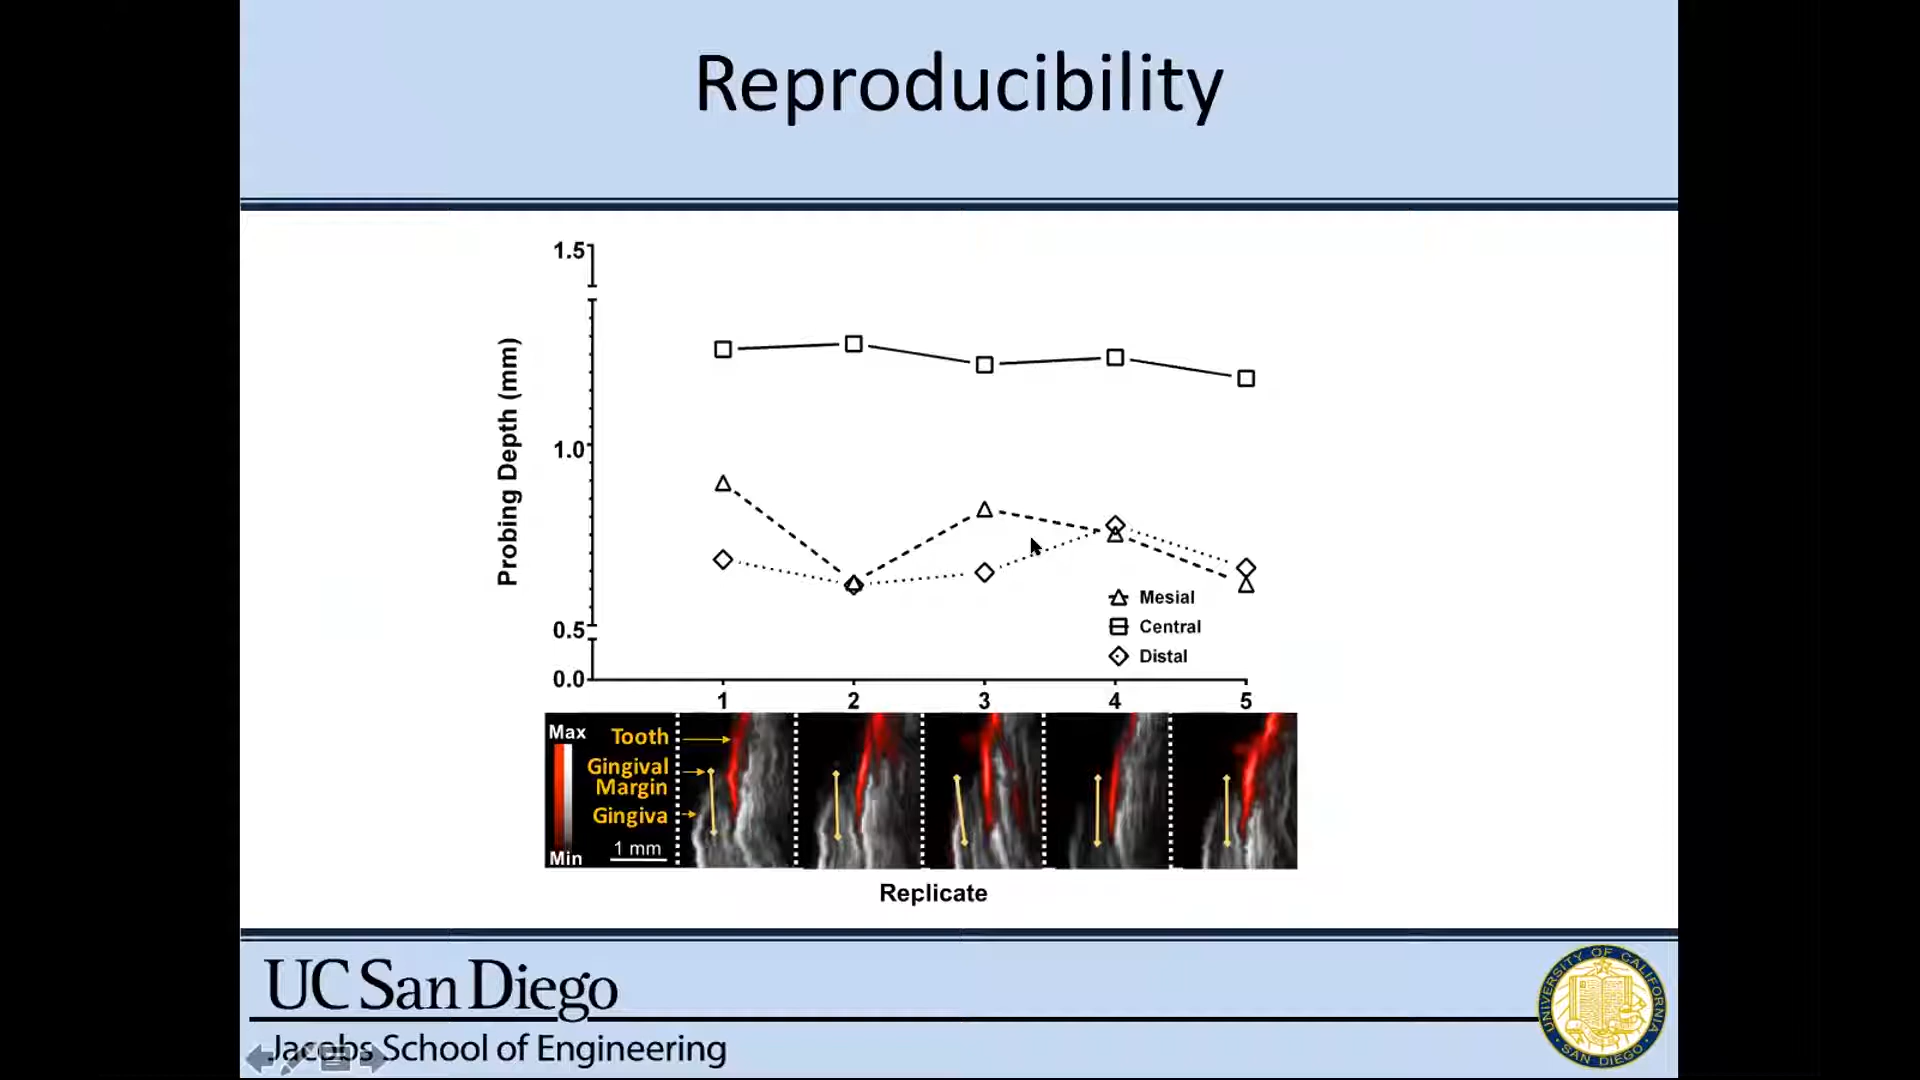 Reproducibility
1.5
1.0
0.5
0.0
Probing Depth (mm)
Mesial
Central
Distal
1 2 3 4 5
Max
Min
Tooth
Gingival
Margin
Gingiva
1 mm
Replicate
UC San Diego
Jacobs School of Engineering
UNIVERSITY OF CALIFORNIA
SAN DIEGO